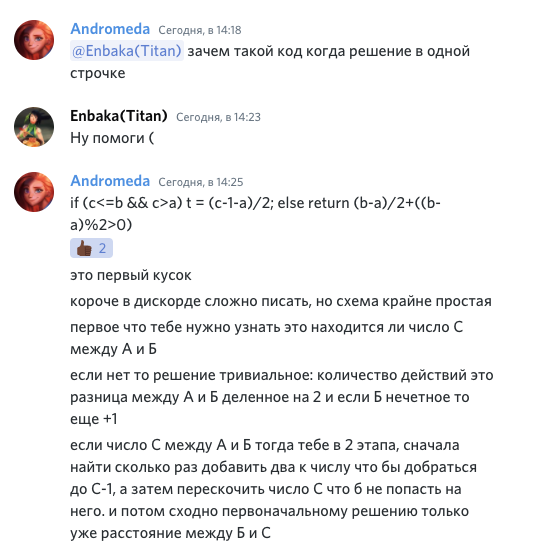 Andromeda Сегодня, в 14:18
@Enbaka(Titan) зачем такой код когда решение в одной
строчке
Enbaka(Titan) Сегодня, в 14:23
Ну помоги (
Andromeda Сегодня, в 14:25
if (c<=b && c>a) t = (c-1-a)/2; else return (b-a)/2+((b-
a)%2>0)
2
это первый кусок
короче в дискорде сложно писать, но схема крайне простая
первое что тебе нужно узнать это находится ли число С
между А и Б
если нет то решение тривиальное: количество действий это
разница между А и Б деленное на 2 и если Б нечетное то
еще +1
если число С между А и Б тогда тебе в 2 этапа, сначала
найти сколько раз добавить два к числу что бы добраться
до С-1, а затем перескочить число С что б не попасть на
него. и потом сходно первоначальному решению только
уже расстояние между Б и С